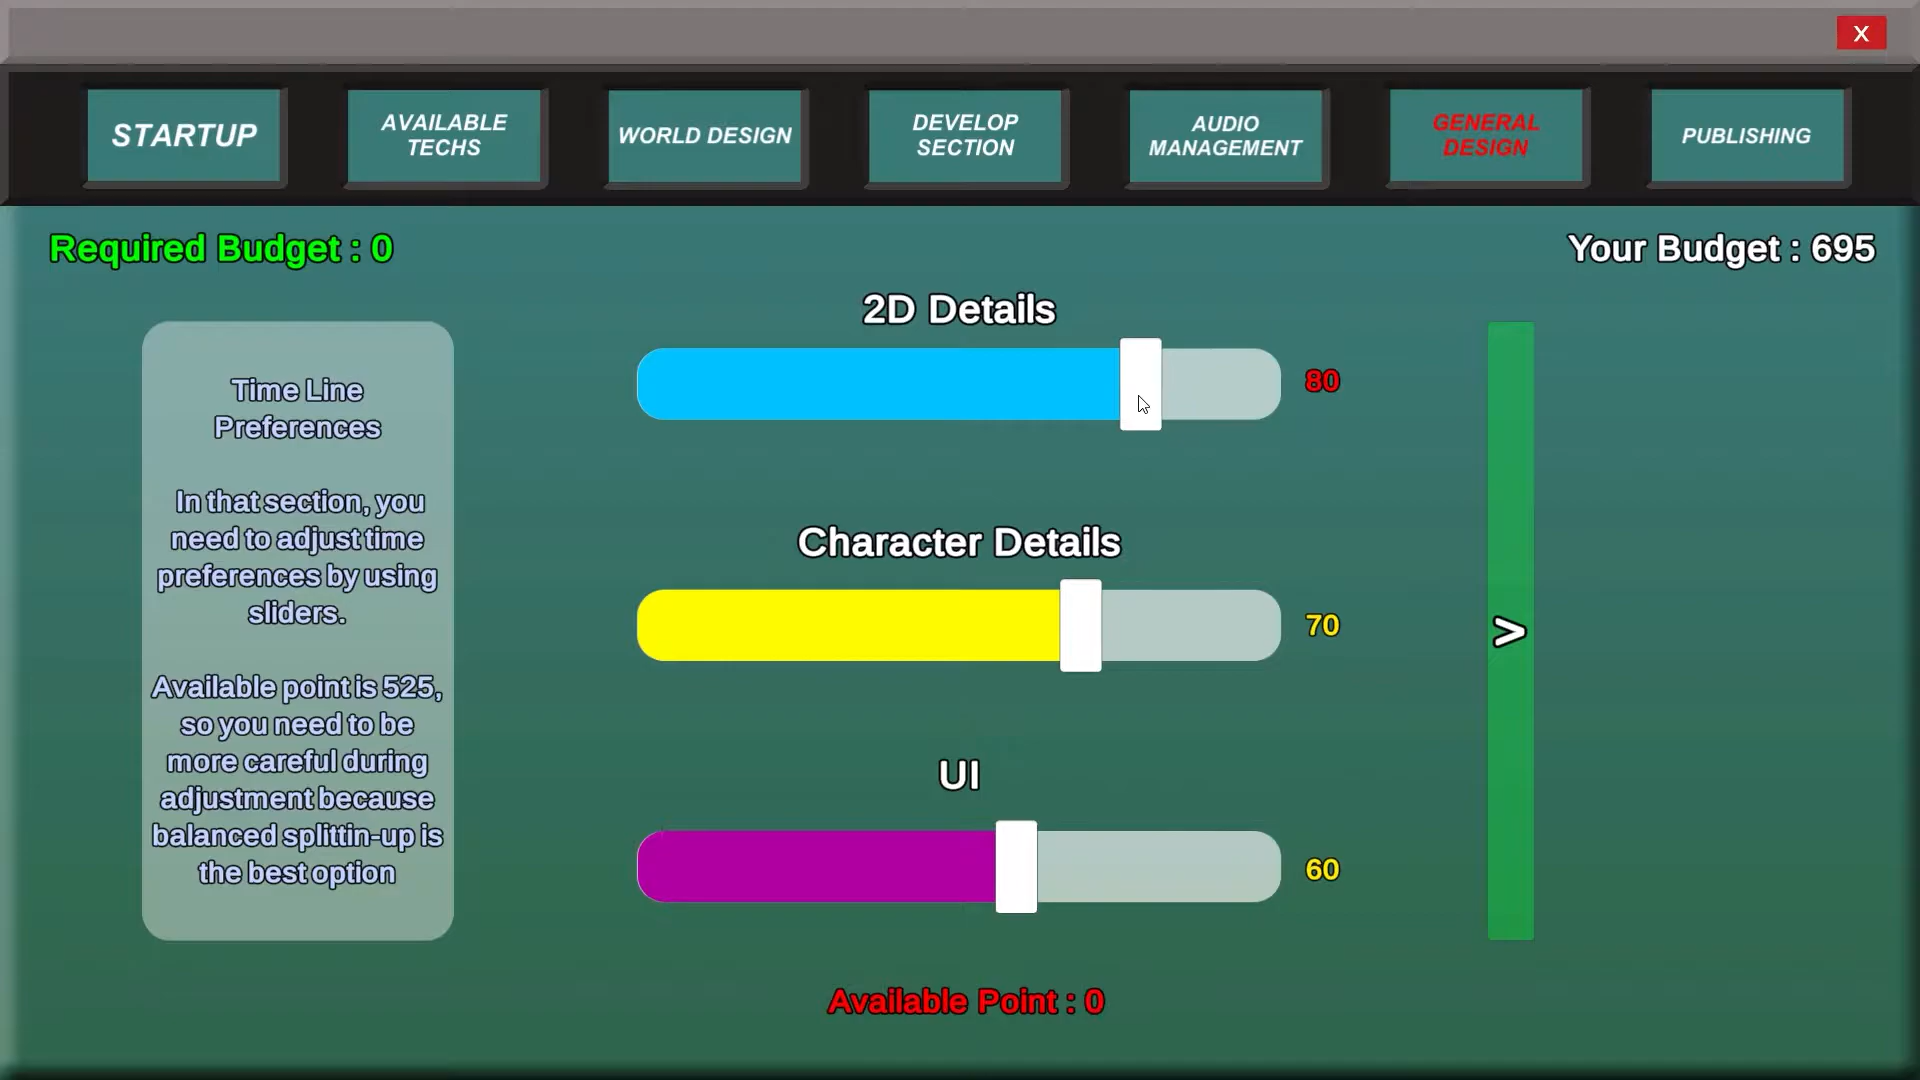 X
STARTUP
AVAILABLE
TECHS
WORLD DESIGN
DEVELOP
SECTION
AUDIO
MANAGEMENT
GENERAL
DESIGN
PUBLISHING
Required Budget : 0
Your Budget : 695
Time Line
Preferences
In that section, you
need to adjust time
preferences by using
sliders.
Available point is 525,
so you need to be
more careful during
adjustment because
balanced splittin-up is
the best option
2D Details
80
Character Details
70
UI
60
>
Available Point : 0